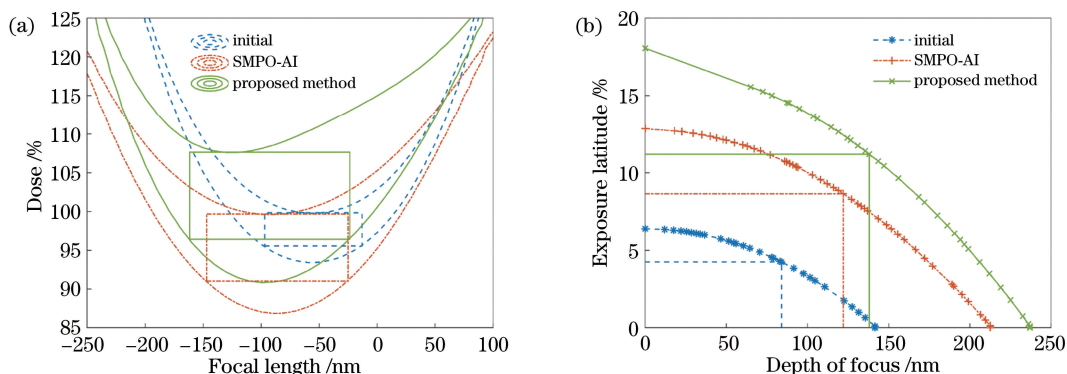 (a)
125
120
115
110
105
100
95
90
85
Dose /%
initial
SMPO-AI
proposed method
−250
−200
−150
−100
−50
0
50
100
Focal length /nm
(b)
20
15
10
5
0
Exposure latitude /%
initial
SMPO-AI
proposed method
0
50
100
150
200
250
Depth of focus /nm